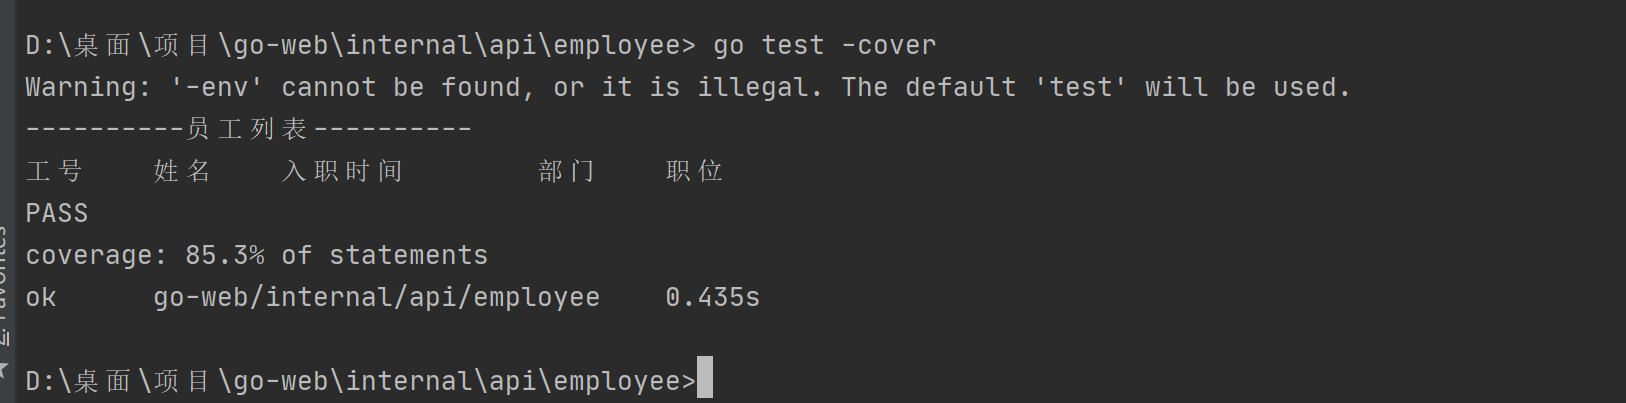 D:\桌面\项目\go-web\internal\api\employee> go test -cover
Warning: '-env' cannot be found, or it is illegal. The default 'test' will be used.
----------员工列表----------
工号 姓名 入职时间 部门 职位
PASS
coverage: 85.3% of statements
ok go-web/internal/api/employee 0.435s
D:\桌面\项目\go-web\internal\api\employee>